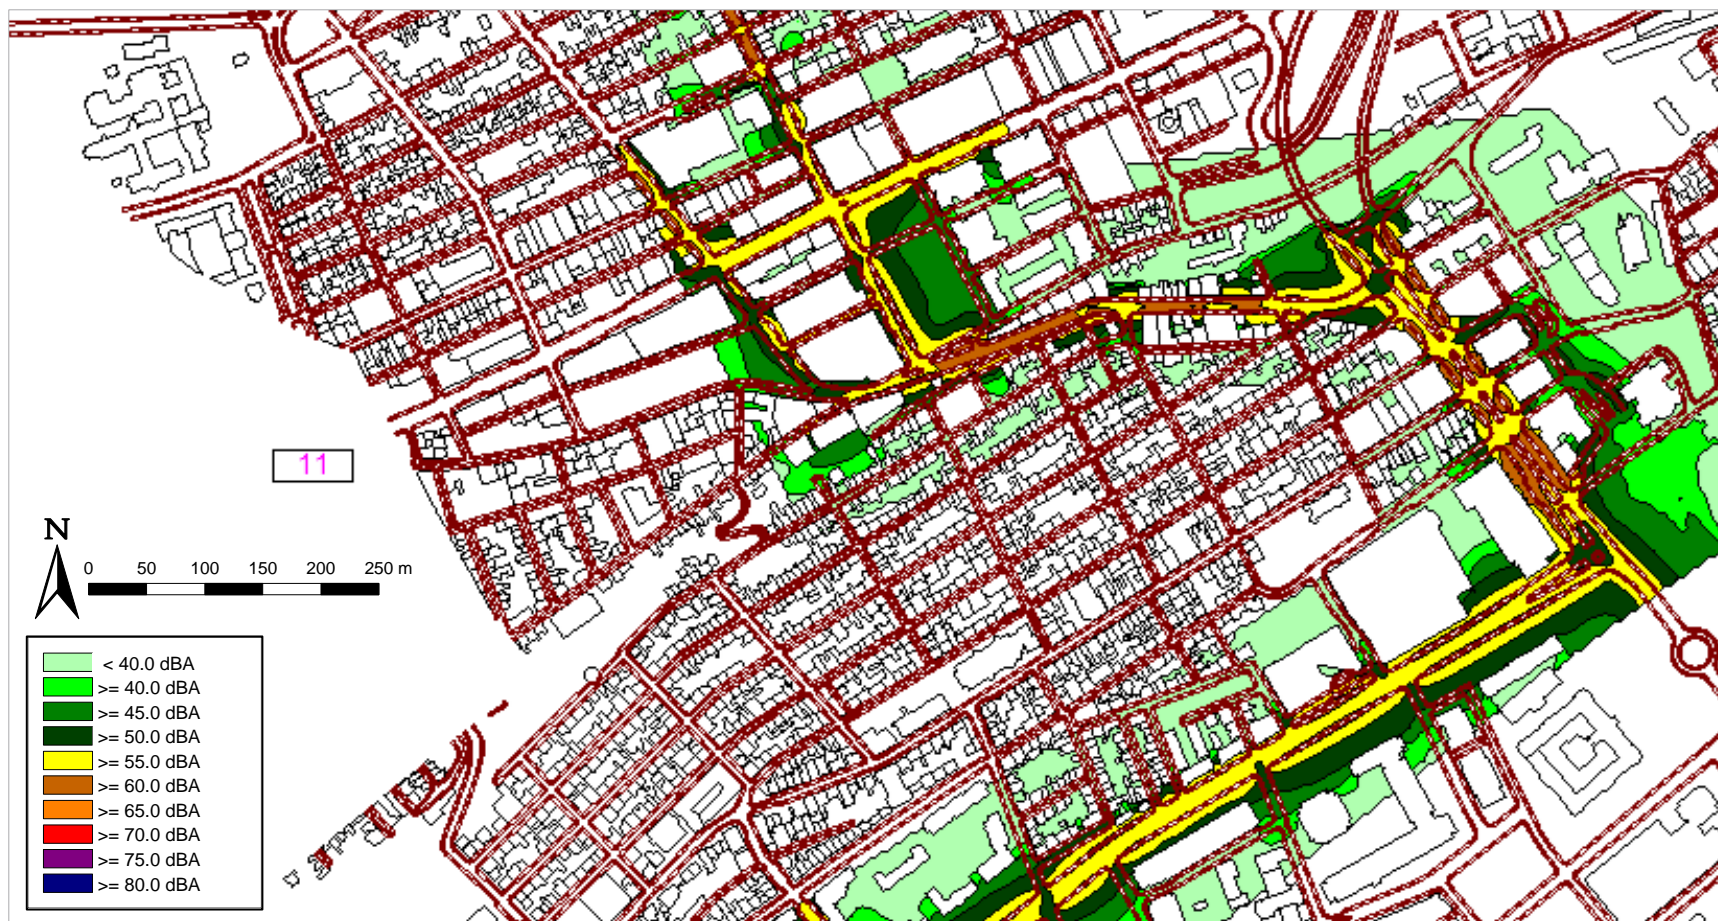 11
N
0 50 100 150 200 250 m
< 40.0 dBA
>= 40.0 dBA
>= 45.0 dBA
>= 50.0 dBA
>= 55.0 dBA
>= 60.0 dBA
>= 65.0 dBA
>= 70.0 dBA
>= 75.0 dBA
>= 80.0 dBA